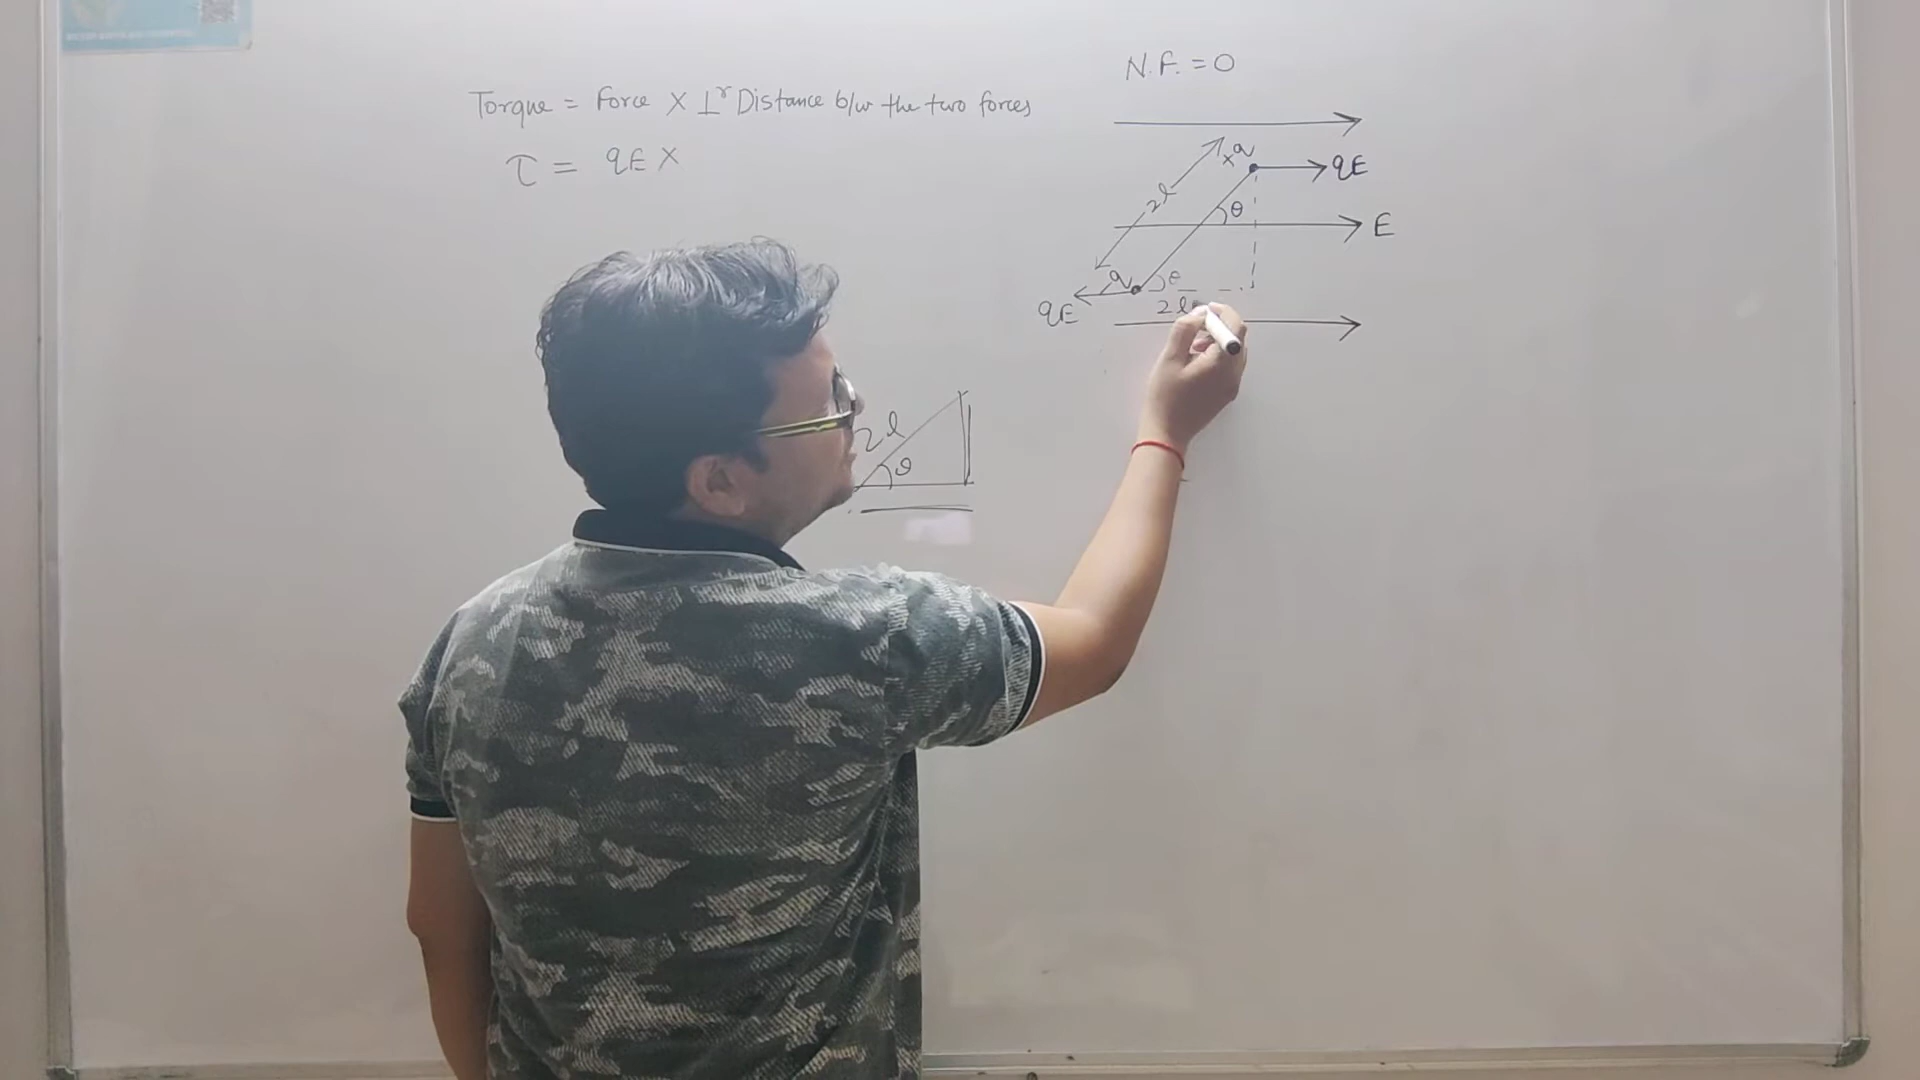 N.F. = 0
Torque = Force × ⊥r Distance b/w the two forces
τ = qE ×
+q
qE
2l
θ
E
-q
θ
qE
2l
2l
θ